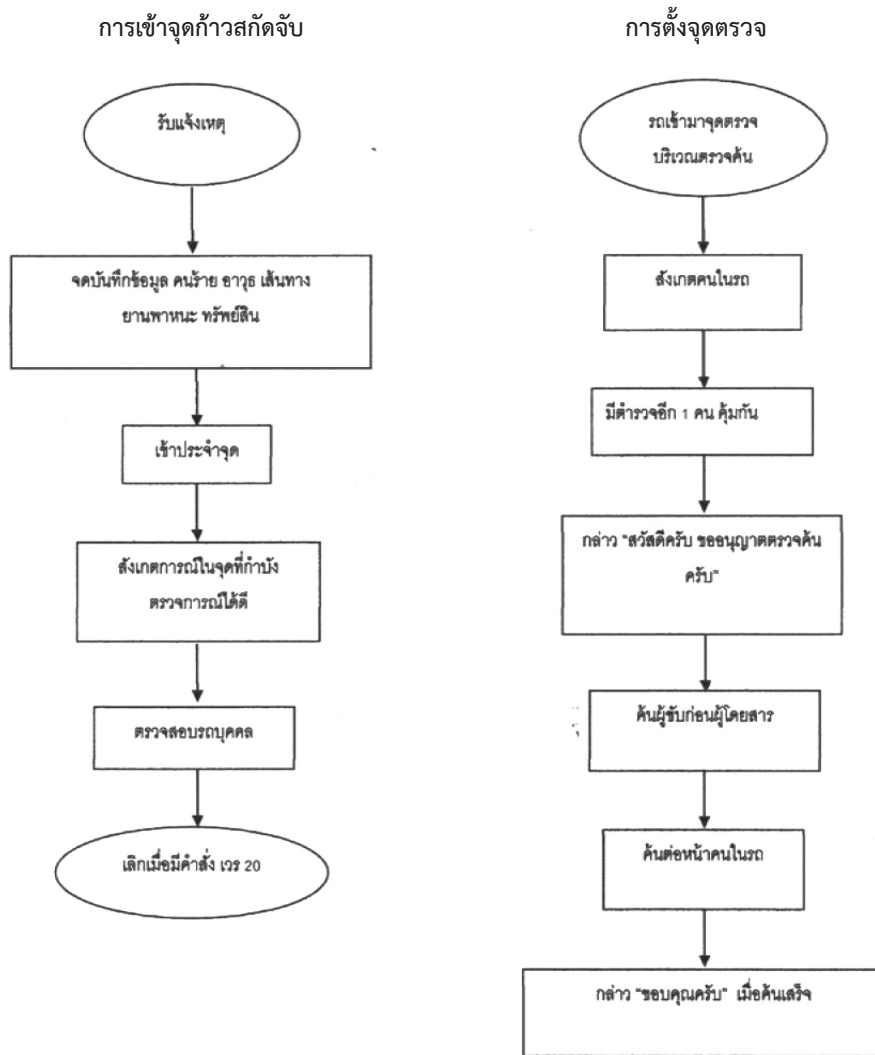 การเข้าจุดก้าวสกัดจับ
รับแจ้งเหตุ
จดบันทึกข้อมูล คนร้าย อาวุธ เส้นทาง
ยานพาหนะ ทรัพย์สิน
เข้าประจำจุด
สังเกตการณ์ในจุดที่กำบัง
ตรวจการณ์ได้ดี
ตรวจสอบรถบุคคล
เลิกเมื่อมีคำสั่ง เวร 20
การตั้งจุดตรวจ
รถเข้ามาจุดตรวจ
บริเวณตรวจค้น
สังเกตคนในรถ
มีตำรวจอีก 1 คน คุ้มกัน
กล่าว "สวัสดีครับ ขออนุญาตตรวจค้น
ครับ"
ค้นผู้ขับก่อนผู้โดยสาร
ค้นต่อหน้าคนในรถ
กล่าว "ขอบคุณครับ" เมื่อค้นเสร็จ